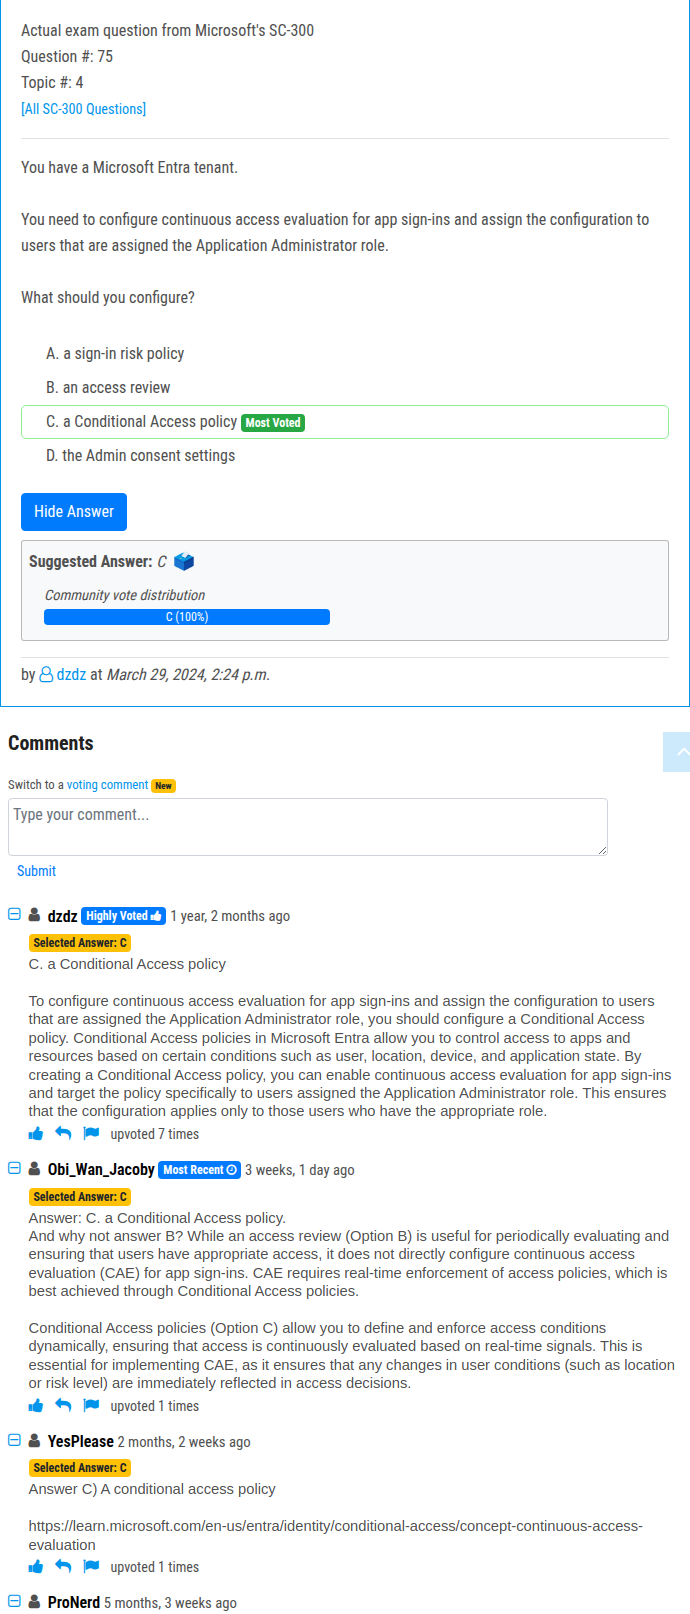 Actual exam question from Microsoft's SC-300
Question #: 75
Topic #: 4
[All SC-300 Questions]
You have a Microsoft Entra tenant.
You need to configure continuous access evaluation for app sign-ins and assign the configuration to
users that are assigned the Application Administrator role.
What should you configure?
A. a sign-in risk policy
B. an access review
C. a Conditional Access policy Most Voted
D. the Admin consent settings
Hide Answer
Suggested Answer: C
Community vote distribution
C (100%)
by dzdz at March 29, 2024, 2:24 p.m.
Comments
Switch to a voting comment New
Type your comment...
Submit
dzdz Highly Voted 1 year, 2 months ago
Selected Answer: C
C. a Conditional Access policy
To configure continuous access evaluation for app sign-ins and assign the configuration to users
that are assigned the Application Administrator role, you should configure a Conditional Access
policy. Conditional Access policies in Microsoft Entra allow you to control access to apps and
resources based on certain conditions such as user, location, device, and application state. By
creating a Conditional Access policy, you can enable continuous access evaluation for app sign-ins
and target the policy specifically to users assigned the Application Administrator role. This ensures
that the configuration applies only to those users who have the appropriate role.
upvoted 7 times
Obi_Wan_Jacoby Most Recent 3 weeks, 1 day ago
Selected Answer: C
Answer: C. a Conditional Access policy.
And why not answer B? While an access review (Option B) is useful for periodically evaluating and
ensuring that users have appropriate access, it does not directly configure continuous access
evaluation (CAE) for app sign-ins. CAE requires real-time enforcement of access policies, which is
best achieved through Conditional Access policies.
Conditional Access policies (Option C) allow you to define and enforce access conditions
dynamically, ensuring that access is continuously evaluated based on real-time signals. This is
essential for implementing CAE, as it ensures that any changes in user conditions (such as location
or risk level) are immediately reflected in access decisions.
upvoted 1 times
YesPlease 2 months, 2 weeks ago
Selected Answer: C
Answer C) A conditional access policy
https://learn.microsoft.com/en-us/entra/identity/conditional-access/concept-continuous-access-
evaluation
upvoted 1 times
ProNerd 5 months, 3 weeks ago